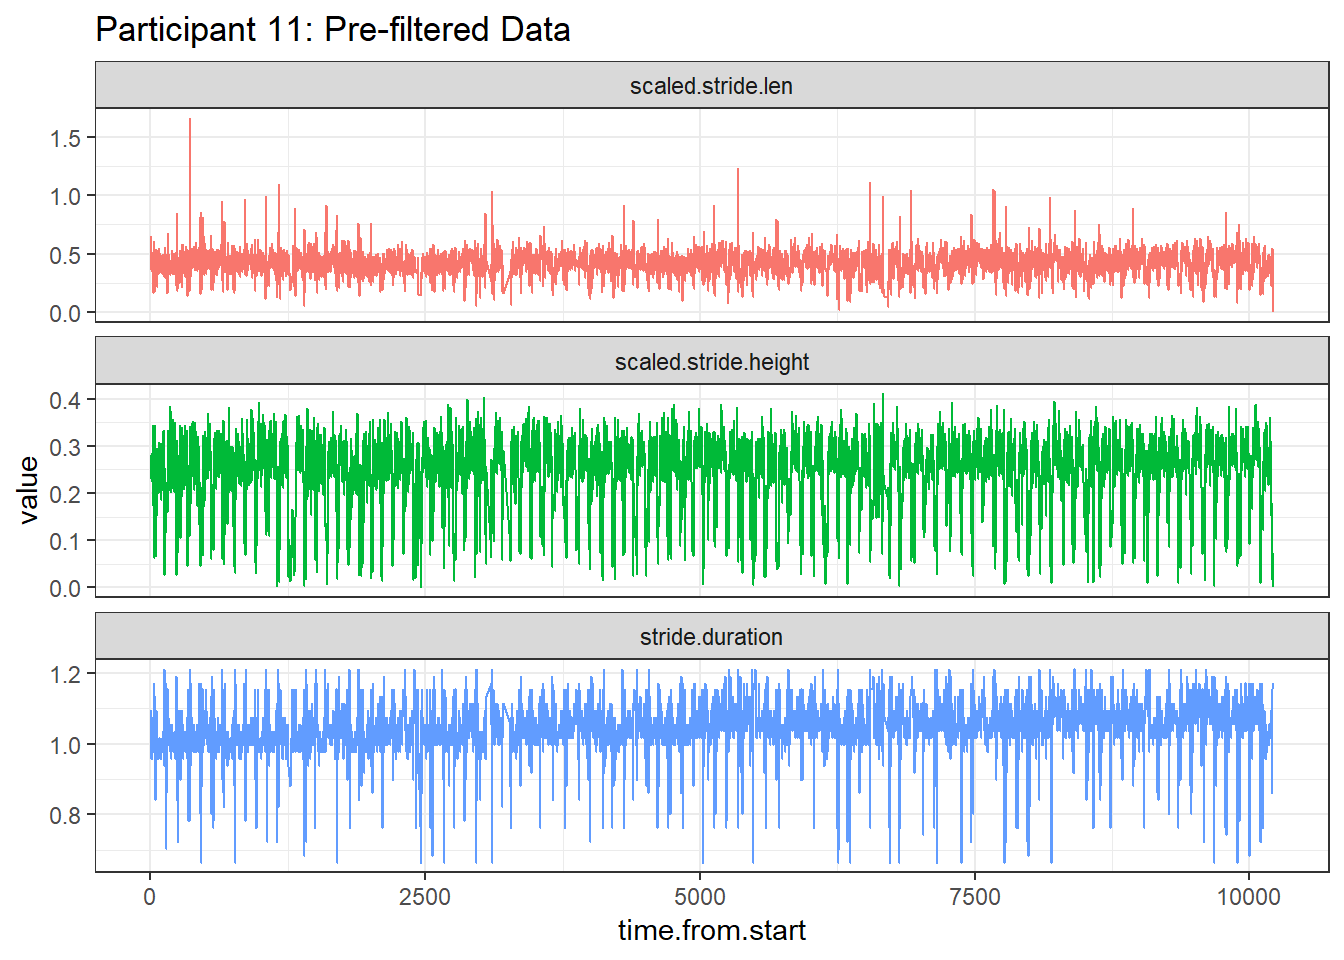 Participant 11: Pre-filtered Data
scaled.stride.len
1.5
1.0
0.5
0.0
scaled.stride.height
0.4
0.3
0.2
0.1
0.0
value
stride.duration
1.2
1.0
0.8
0 2500 5000 7500 10000
time.from.start